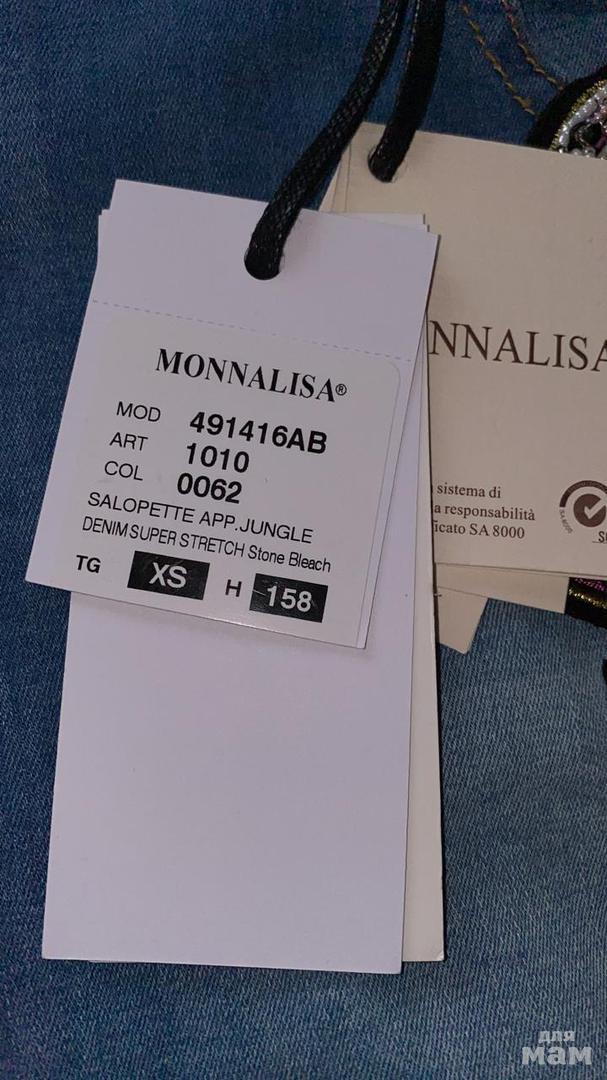 MONNALISA®
MOD 491416AB
ART 1010
COL 0062
SALOPETTE APP.JUNGLE
DENIM SUPER STRETCH Stone Bleach
TG XS H 158
NNALISA
sistema di
a responsabilità
icato SA 8000
для
мам